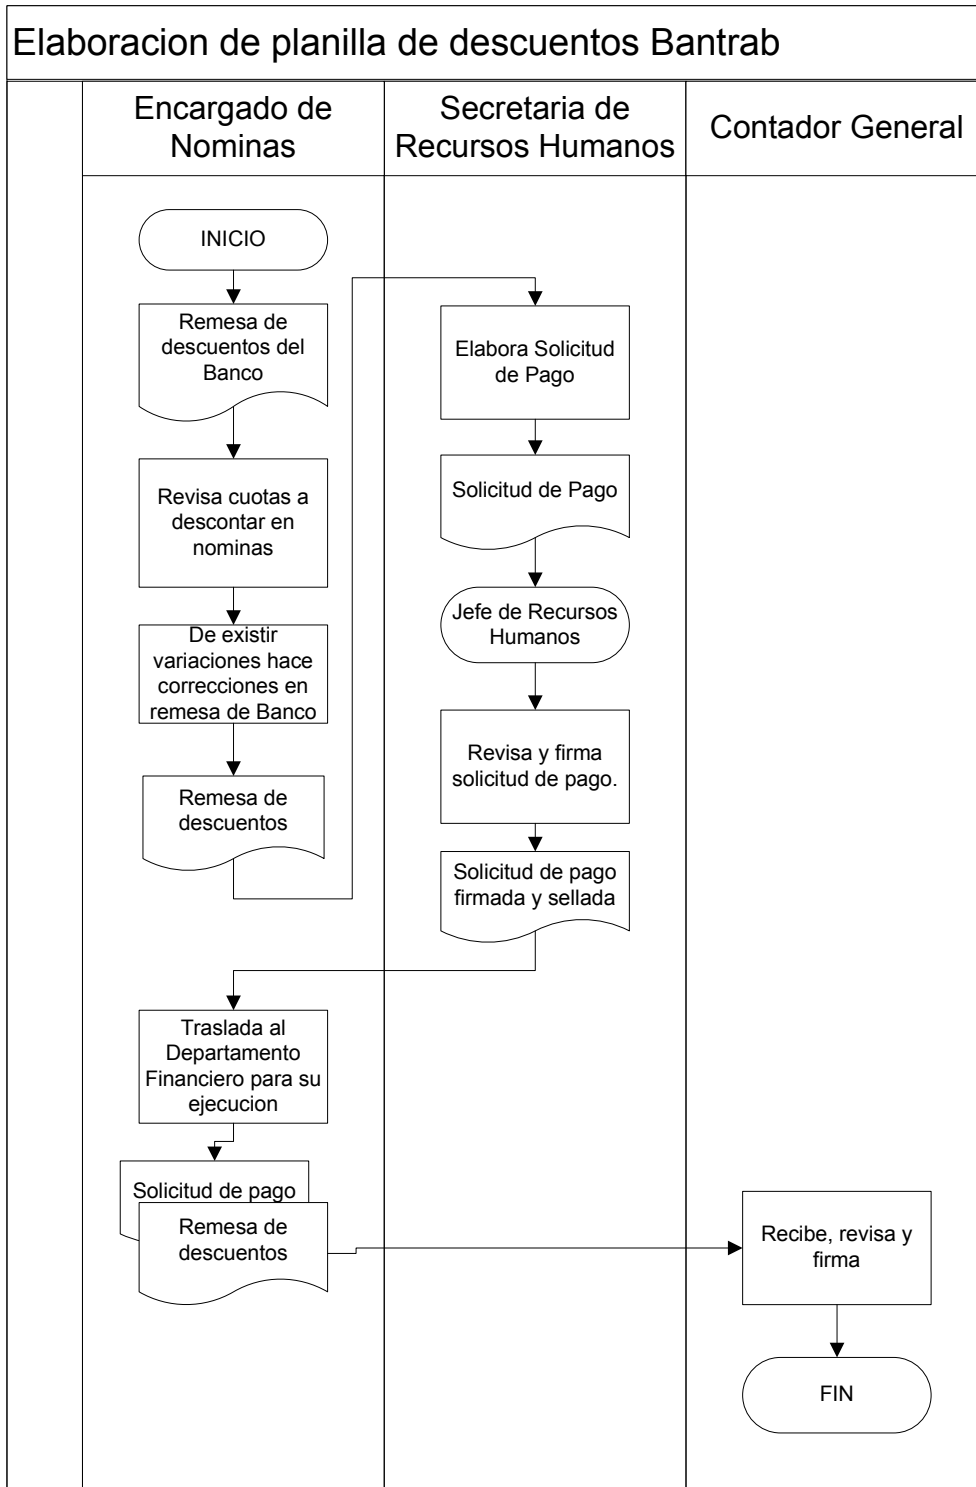 Elaboracion de planilla de descuentos Bantrab
Encargado de
Nominas
Secretaria de
Recursos Humanos
Contador General
INICIO
Remesa de
descuentos del
Banco
Revisa cuotas a
descontar en
nominas
De existir
variaciones hace
correcciones en
remesa de Banco
Remesa de
descuentos
Elabora Solicitud
de Pago
Solicitud de Pago
Jefe de Recursos
Humanos
Revisa y firma
solicitud de pago.
Solicitud de pago
firmada y sellada
Traslada al
Departamento
Financiero para su
ejecucion
Solicitud de pago
Remesa de
descuentos
Recibe, revisa y
firma
FIN